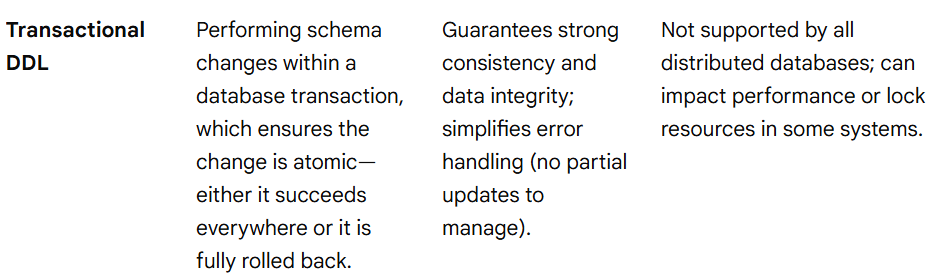 Transactional
DDL
Performing schema
changes within a
database transaction,
which ensures the
change is atomic—
either it succeeds
everywhere or it is
fully rolled back.
Guarantees strong
consistency and
data integrity;
simplifies error
handling (no partial
updates to
manage).
Not supported by all
distributed databases; can
impact performance or lock
resources in some systems.